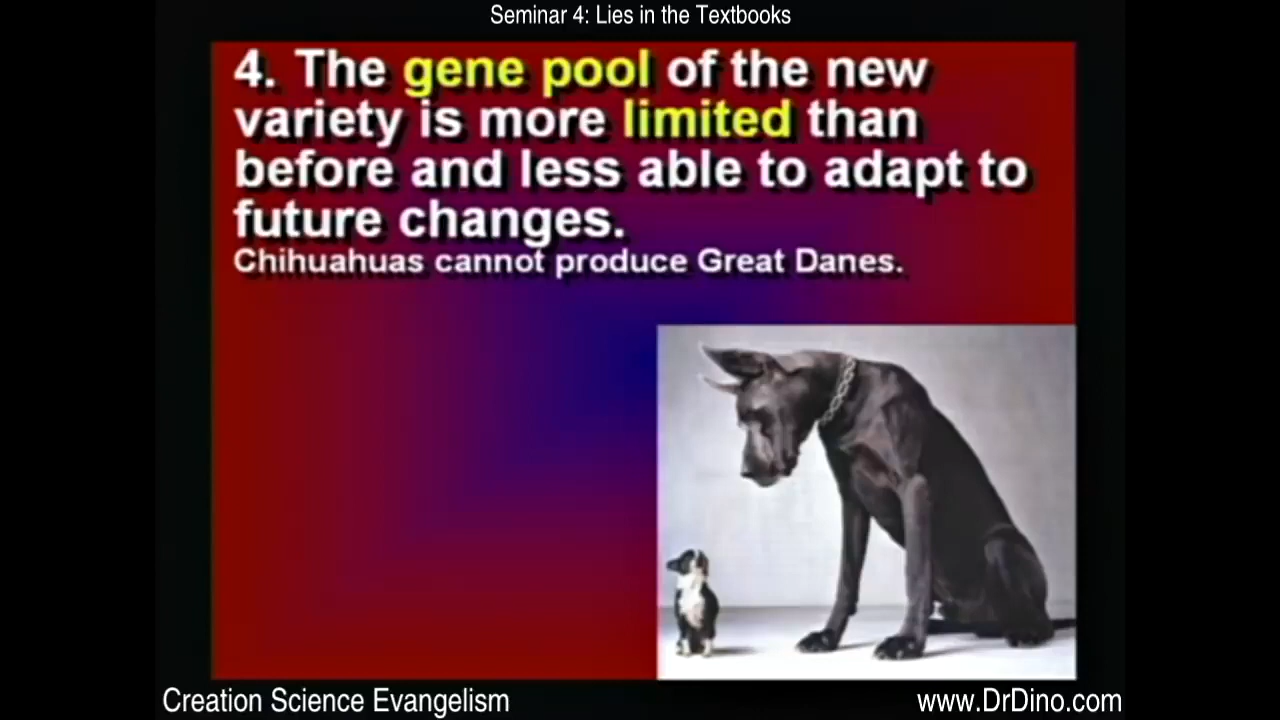 Seminar 4: Lies in the Textbooks
4. The gene pool of the new
variety is more limited than
before and less able to adapt to
future changes.
Chihuahuas cannot produce Great Danes.
Creation Science Evangelism
www.DrDino.com